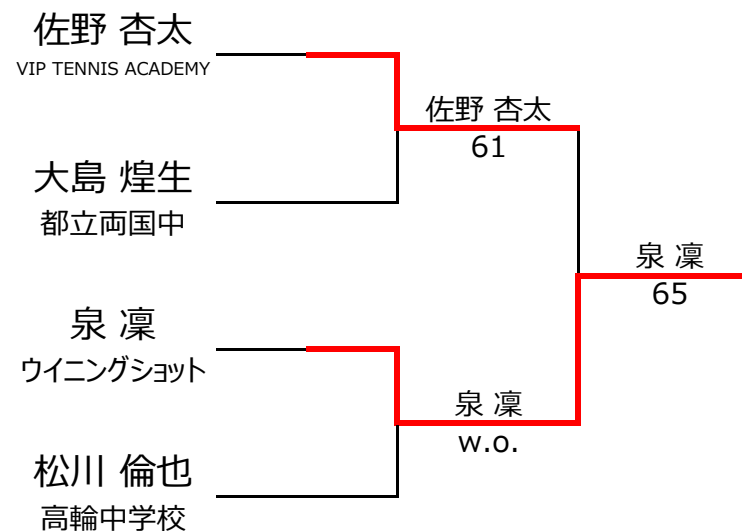 佐野 杏太
VIP TENNIS ACADEMY
佐野 杏太
61
大島 煌生
都立両国中
泉 凜
65
泉 凜
ウイニングショット
泉 凜
w.o.
松川 倫也
高輪中学校